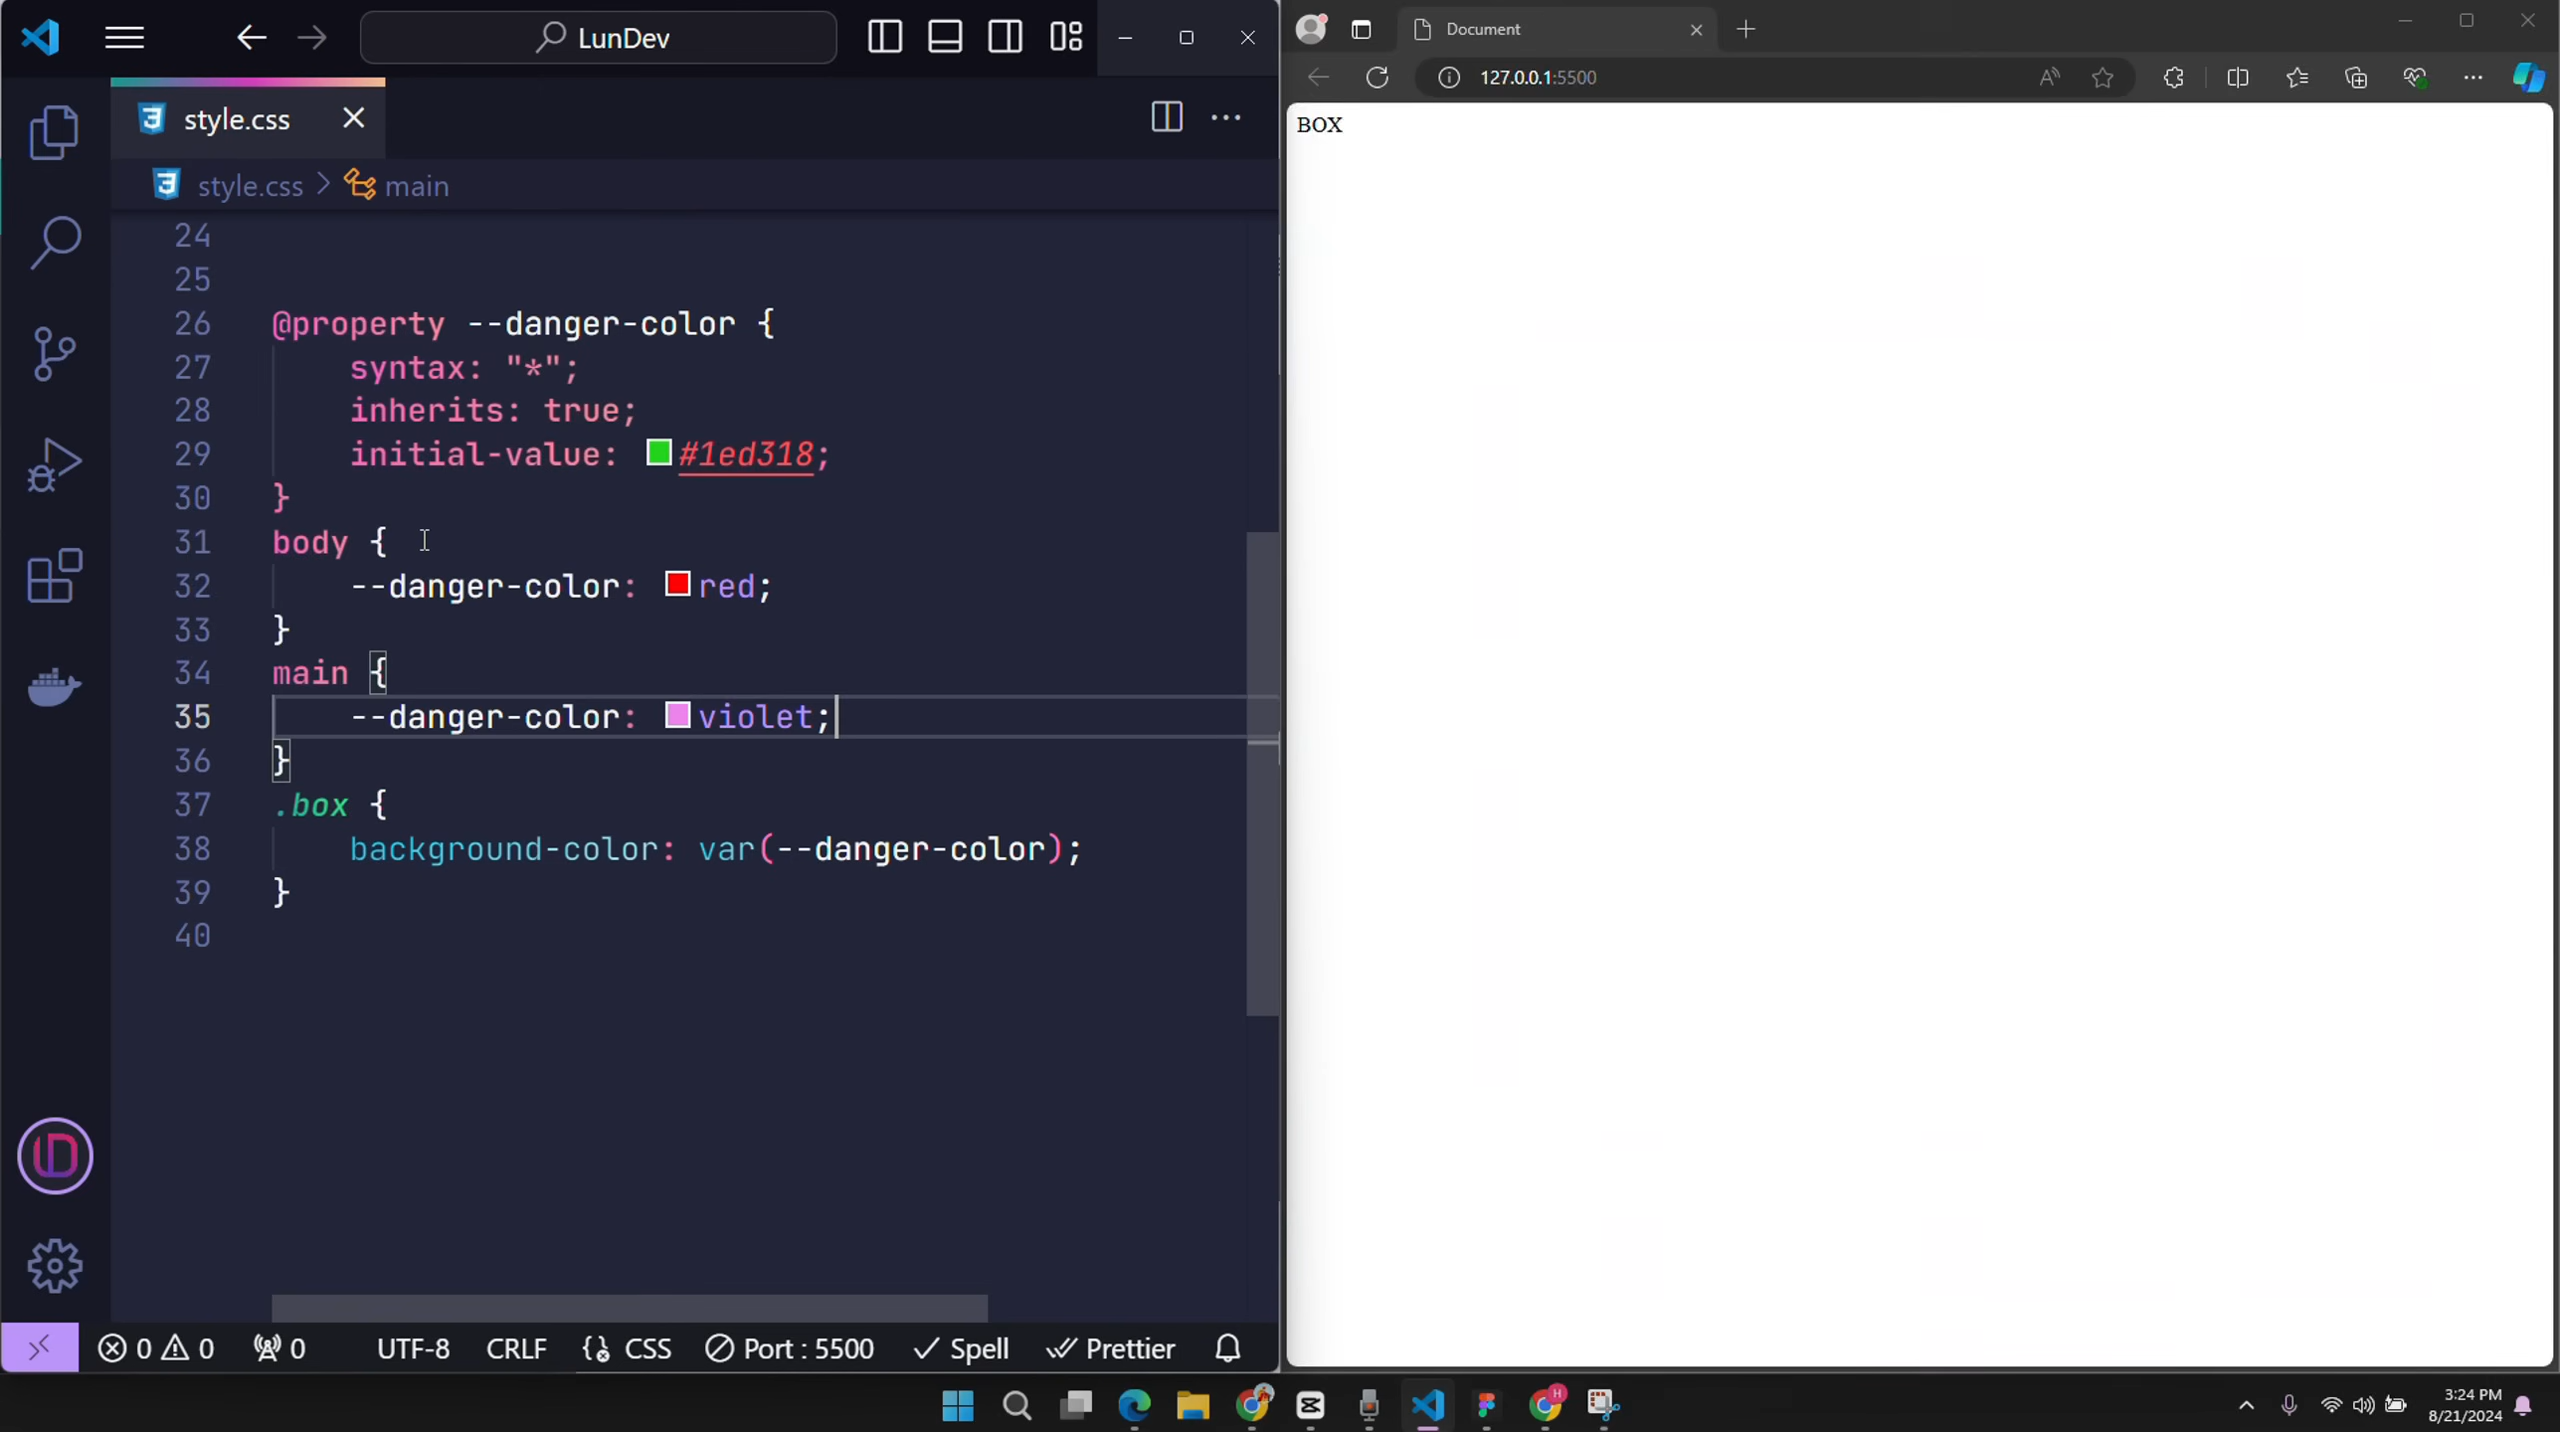 LunDev
style.css
style.css > main
24
25
26 @property --danger-color {
27 syntax: "*";
28 inherits: true;
29 initial-value: #1ed318;
30 }
31 body {
32 --danger-color: red;
33 }
34 main {
35 --danger-color: violet;
36 }
37 .box {
38 background-color: var(--danger-color);
39 }
40
0 0 0 UTF-8 CRLF CSS Port : 5500 Spell Prettier
Document
127.0.0.1:5500
BOX
3:24 PM
8/21/2024